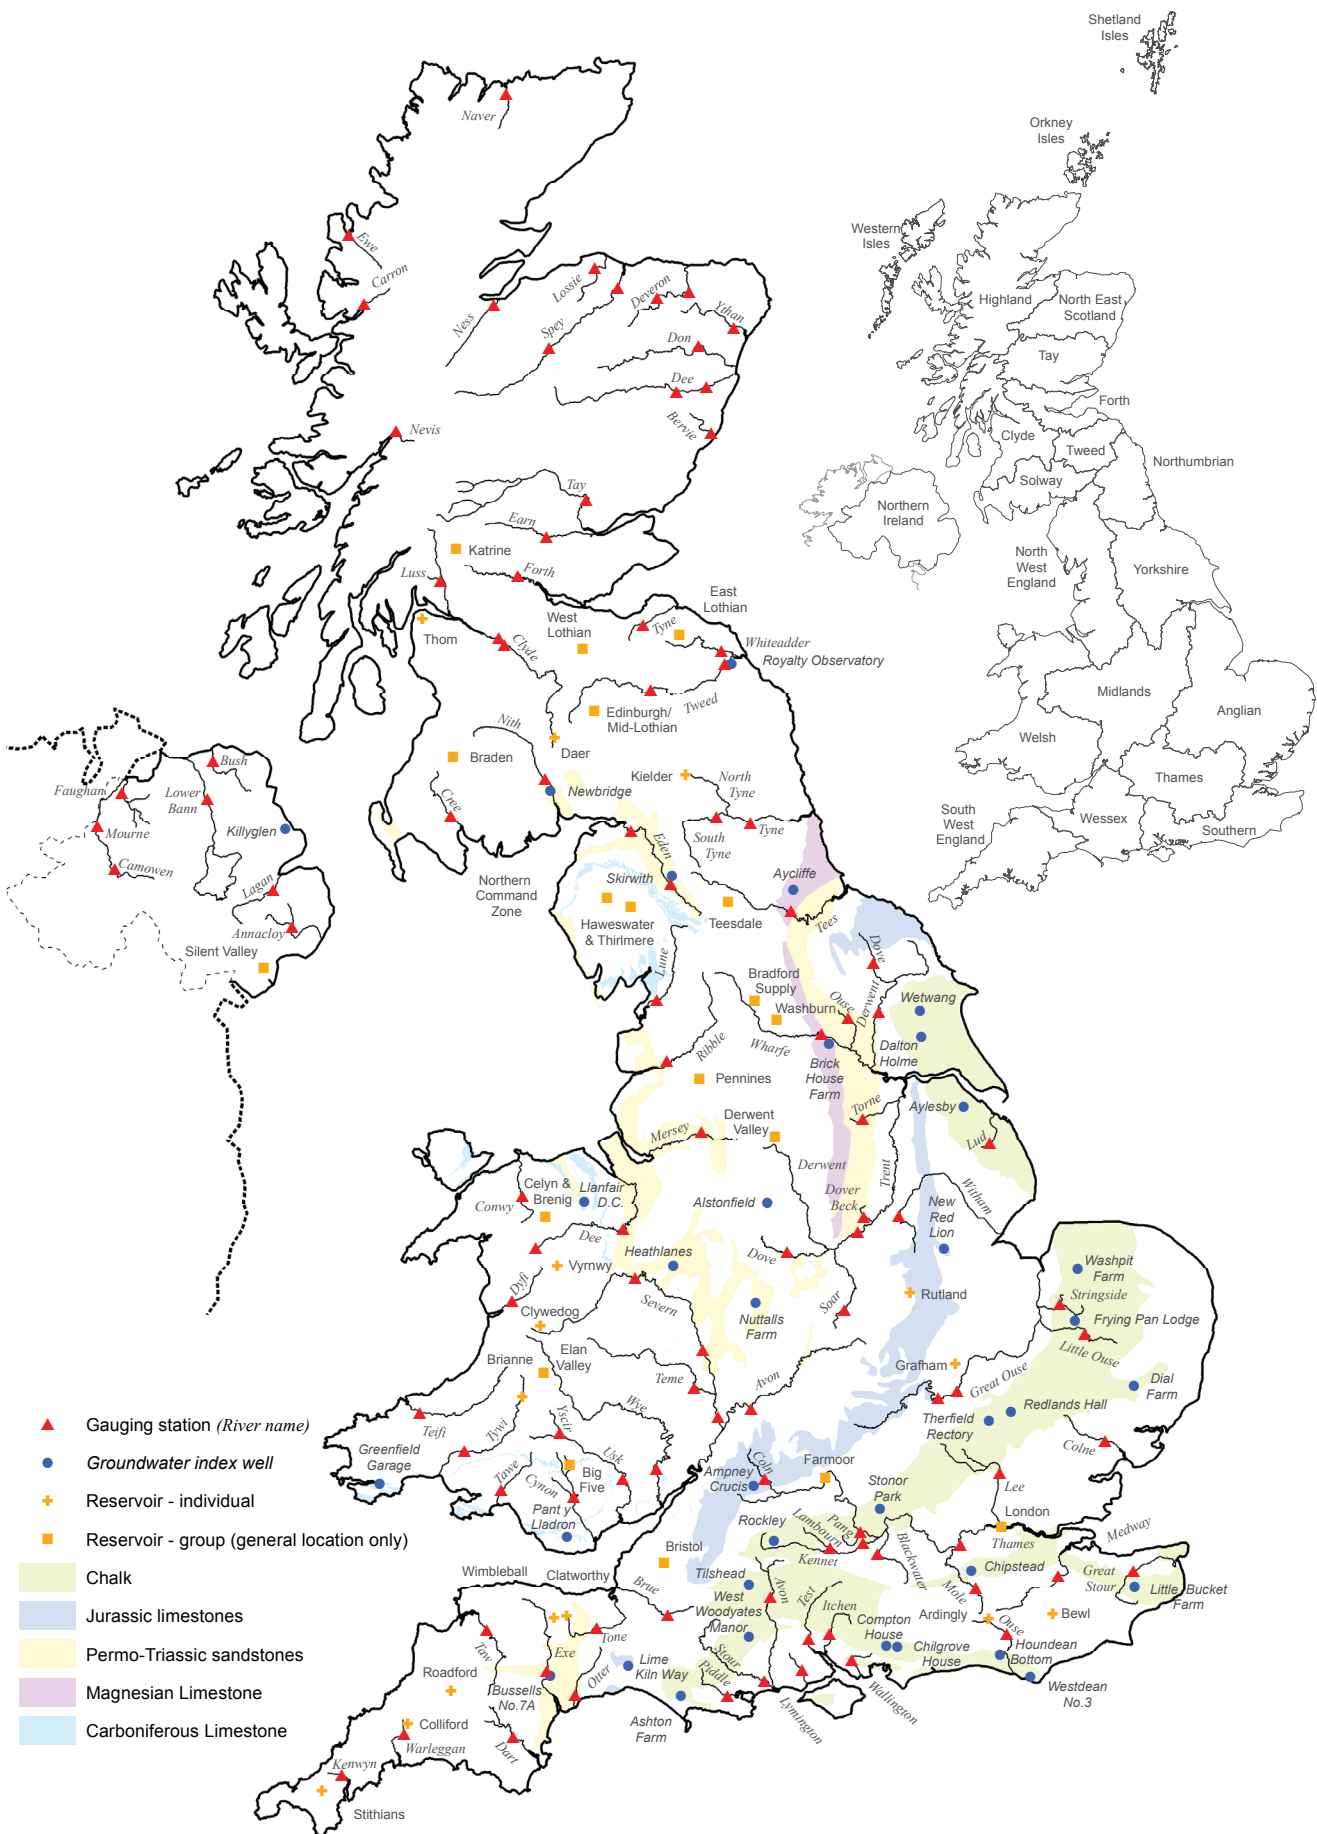 Shetland
Isles
Orkney
Isles
Western
Isles
Highland
North East
Scotland
Tay
Forth
Clyde
Tweed
Northumbrian
Solway
Northern
Ireland
North
West
England
Yorkshire
Midlands
Anglian
Welsh
Thames
South
West
England
Wessex
Southern
Naver
Ewe
Carron
Lossie
Ness
Spey
Deveron
Ythan
Don
Dee
Bervie
Nevis
Tay
Earn
Katrine
Forth
Luss
Thom
West
Lothian
East
Lothian
Tyne
Whiteadder
Royalty Observatory
Clyde
Tweed
Edinburgh/
Mid-Lothian
Nith
Daer
Braden
Kielder
North
Tyne
Newbridge
Cree
South
Tyne
Tyne
Eden
Bush
Faughan
Lower
Bann
Killyglen
Mourne
Camowen
Lagan
Annacloy
Silent Valley
Northern
Command
Zone
Skirwith
Aycliffe
Haweswater
& Thirlmere
Teesdale
Tees
Lune
Dove
Bradford
Supply
Washburn
Ouse
Derwent
Wetwang
Dalton
Holme
Ribble
Wharfe
Brick
House
Farm
Pennines
Derwent
Valley
Torne
Aylesby
Lud
Mersey
Derwent
Trent
Dover
Beck
Witham
New
Red
Lion
Conwy
Celyn &
Brenig
Llanfair
D.C.
Alstonfield
Dee
Heathlanes
Dove
Vyrnwy
Dyfi
Clywedog
Severn
Nuttalls
Farm
Soar
Rutland
Washpit
Farm
Stringside
Frying Pan Lodge
Little Ouse
Brianne
Elan
Valley
Teme
Avon
Grafham
Great Ouse
Dial
Farm
Redlands Hall
Therfield
Rectory
Teifi
Tywi
Yscir
Wye
Usk
Greenfield
Garage
Tawe
Cynon
Big
Five
Pant y
Lladron
Ampney
Crucis
Coln
Farmoor
Stonor
Park
Colne
Lee
London
Rockley
Lambourn
Pang
Kennet
Blackwater
Thames
Medway
Bristol
Tilshead
Chipstead
Great
Stour
Little Bucket
Farm
Wimbleball
Clatworthy
Brue
West
Woodyates
Manor
Avon
Test
Itchen
Mole
Compton
House
Ardingly
Ouse
Bewl
Tone
Taw
Exe
Lime
Kiln Way
Stour
Piddle
Chilgrove
House
Houndean
Bottom
Westdean
No.3
Roadford
Bussells
No.7A
Otter
Ashton
Farm
Lymington
Wallington
Colliford
Warleggan
Dart
Kenwyn
Stithians
Gauging station (River name)
Groundwater index well
Reservoir - individual
Reservoir - group (general location only)
Chalk
Jurassic limestones
Permo-Triassic sandstones
Magnesian Limestone
Carboniferous Limestone